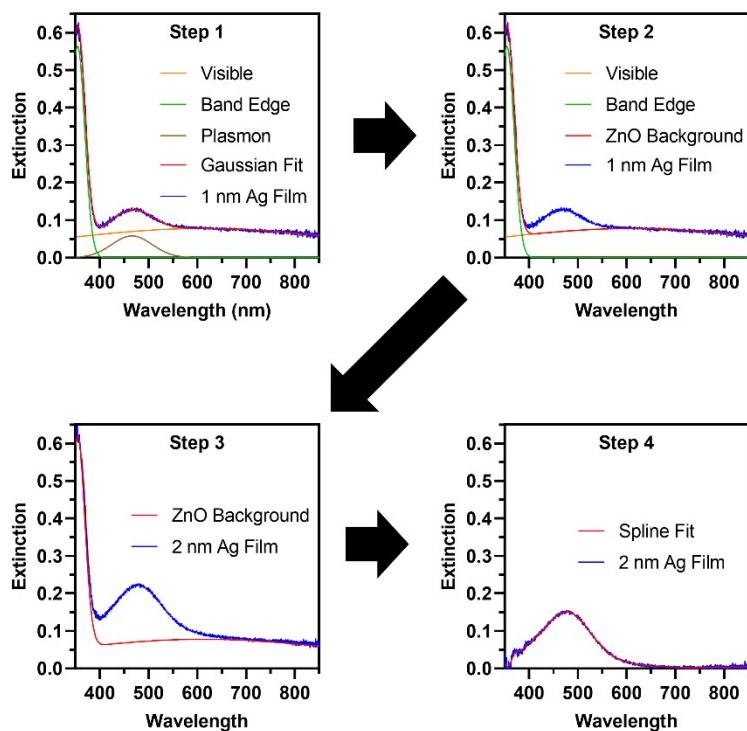 Step 1
Extinction
0.6
0.5
0.4
0.3
0.2
0.1
0.0
Visible
Band Edge
Plasmon
Gaussian Fit
1 nm Ag Film
400 500 600 700 800
Wavelength (nm)
Step 2
Extinction
0.6
0.5
0.4
0.3
0.2
0.1
0.0
Visible
Band Edge
ZnO Background
1 nm Ag Film
400 500 600 700 800
Wavelength
Step 3
Extinction
0.6
0.5
0.4
0.3
0.2
0.1
0.0
ZnO Background
2 nm Ag Film
400 500 600 700 800
Wavelength
Step 4
Extinction
0.6
0.5
0.4
0.3
0.2
0.1
0.0
Spline Fit
2 nm Ag Film
400 500 600 700 800
Wavelength